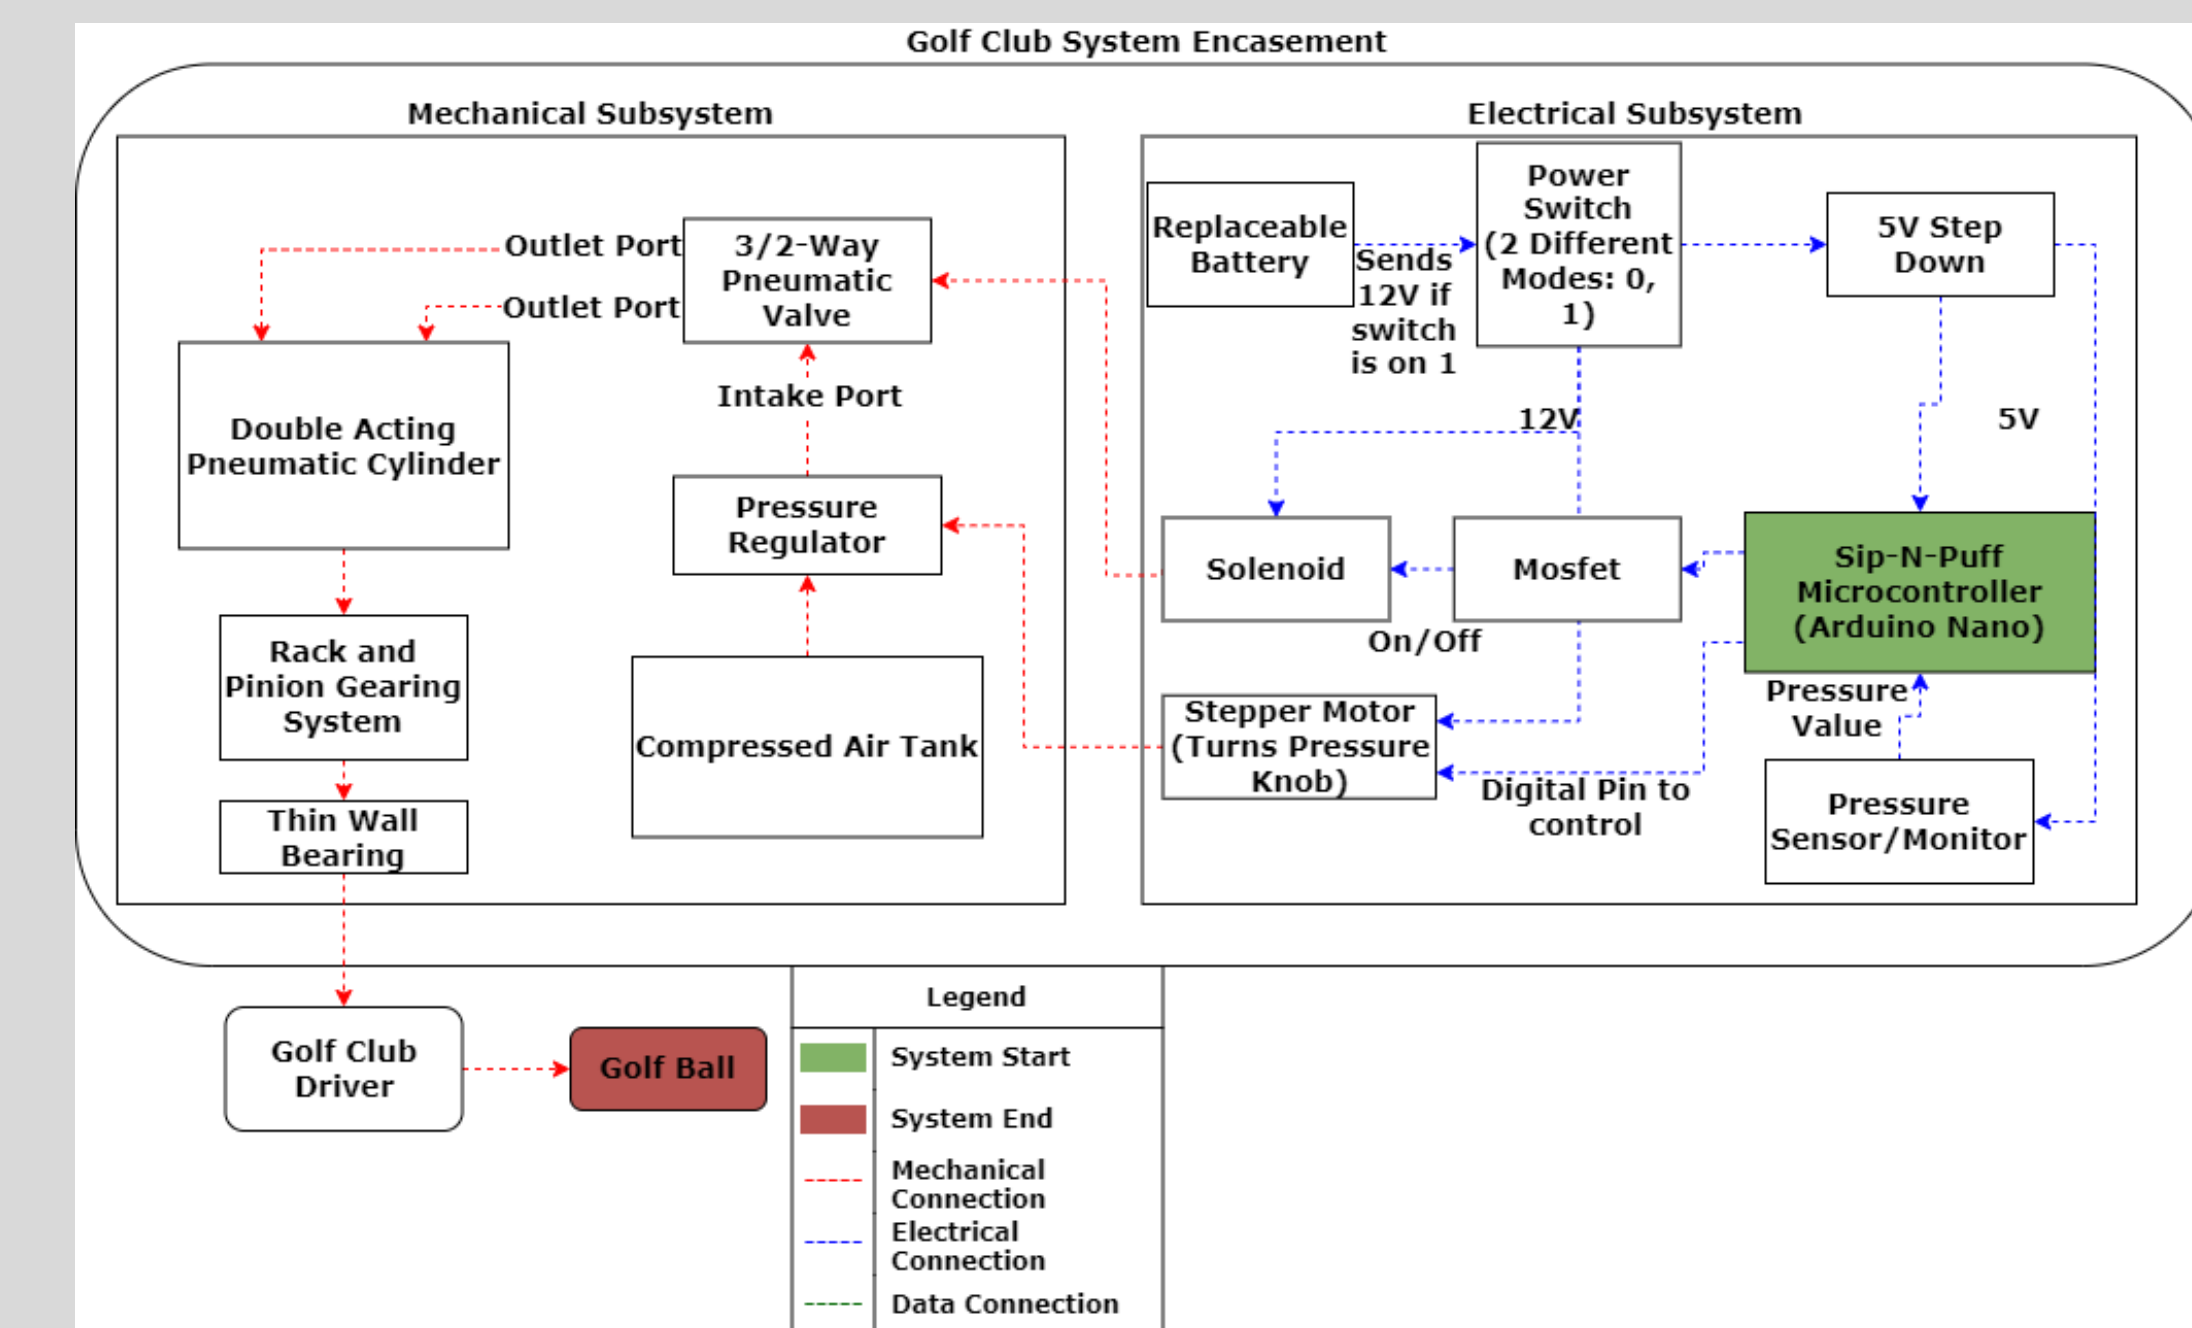 Golf Club System Encasement
Mechanical Subsystem
Outlet Port
Outlet Port
3/2-Way
Pneumatic
Valve
Intake Port
Double Acting
Pneumatic Cylinder
Pressure
Regulator
Rack and
Pinion Gearing
System
Compressed Air Tank
Thin Wall
Bearing
Electrical Subsystem
Replaceable
Battery
Sends
12V if
switch
is on 1
Power
Switch
(2 Different
Modes: 0,
1)
5V Step
Down
12V
5V
Solenoid
Mosfet
On/Off
Sip-N-Puff
Microcontroller
(Arduino Nano)
Stepper Motor
(Turns Pressure
Knob)
Digital Pin to
control
Pressure
Value
Pressure
Sensor/Monitor
Golf Club
Driver
Golf Ball
Legend
System Start
System End
Mechanical
Connection
Electrical
Connection
Data Connection